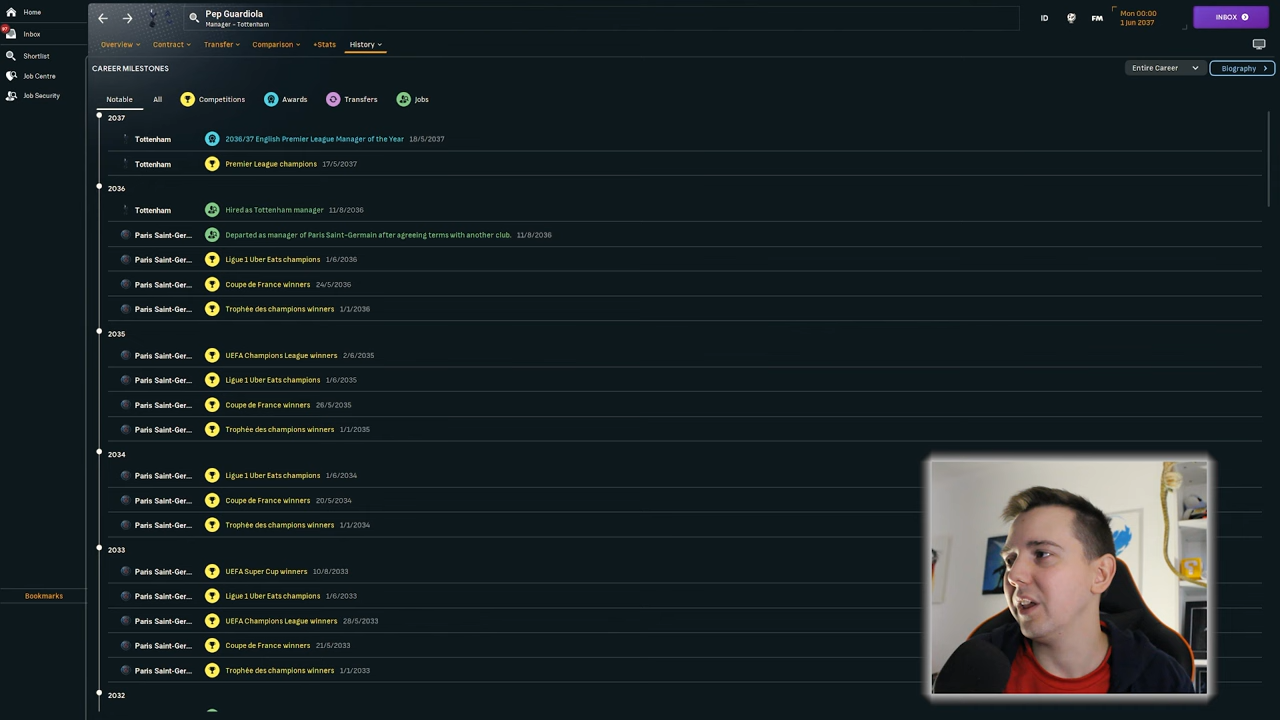 Pep Guardiola
Manager - Tottenham
ID
FM
Mon 00:00
1 Jun 2037
INBOX
Home
97
Inbox
Shortlist
Job Centre
Job Security
Bookmarks
Overview
Contract
Transfer
Comparison
+Stats
History
CAREER MILESTONES
Entire Career
Biography
Notable
All
Competitions
Awards
Transfers
Jobs
2037
Tottenham 2036/37 English Premier League Manager of the Year 18/5/2037
Tottenham Premier League champions 17/5/2037
2036
Tottenham Hired as Tottenham manager 11/8/2036
Paris Saint-Ger... Departed as manager of Paris Saint-Germain after agreeing terms with another club. 11/8/2036
Paris Saint-Ger... Ligue 1 Uber Eats champions 1/6/2036
Paris Saint-Ger... Coupe de France winners 24/5/2036
Paris Saint-Ger... Trophée des champions winners 1/1/2036
2035
Paris Saint-Ger... UEFA Champions League winners 2/6/2035
Paris Saint-Ger... Ligue 1 Uber Eats champions 1/6/2035
Paris Saint-Ger... Coupe de France winners 26/5/2035
Paris Saint-Ger... Trophée des champions winners 1/1/2035
2034
Paris Saint-Ger... Ligue 1 Uber Eats champions 1/6/2034
Paris Saint-Ger... Coupe de France winners 20/5/2034
Paris Saint-Ger... Trophée des champions winners 1/1/2034
2033
Paris Saint-Ger... UEFA Super Cup winners 10/8/2033
Paris Saint-Ger... Ligue 1 Uber Eats champions 1/6/2033
Paris Saint-Ger... UEFA Champions League winners 28/5/2033
Paris Saint-Ger... Coupe de France winners 21/5/2033
Paris Saint-Ger... Trophée des champions winners 1/1/2033
2032